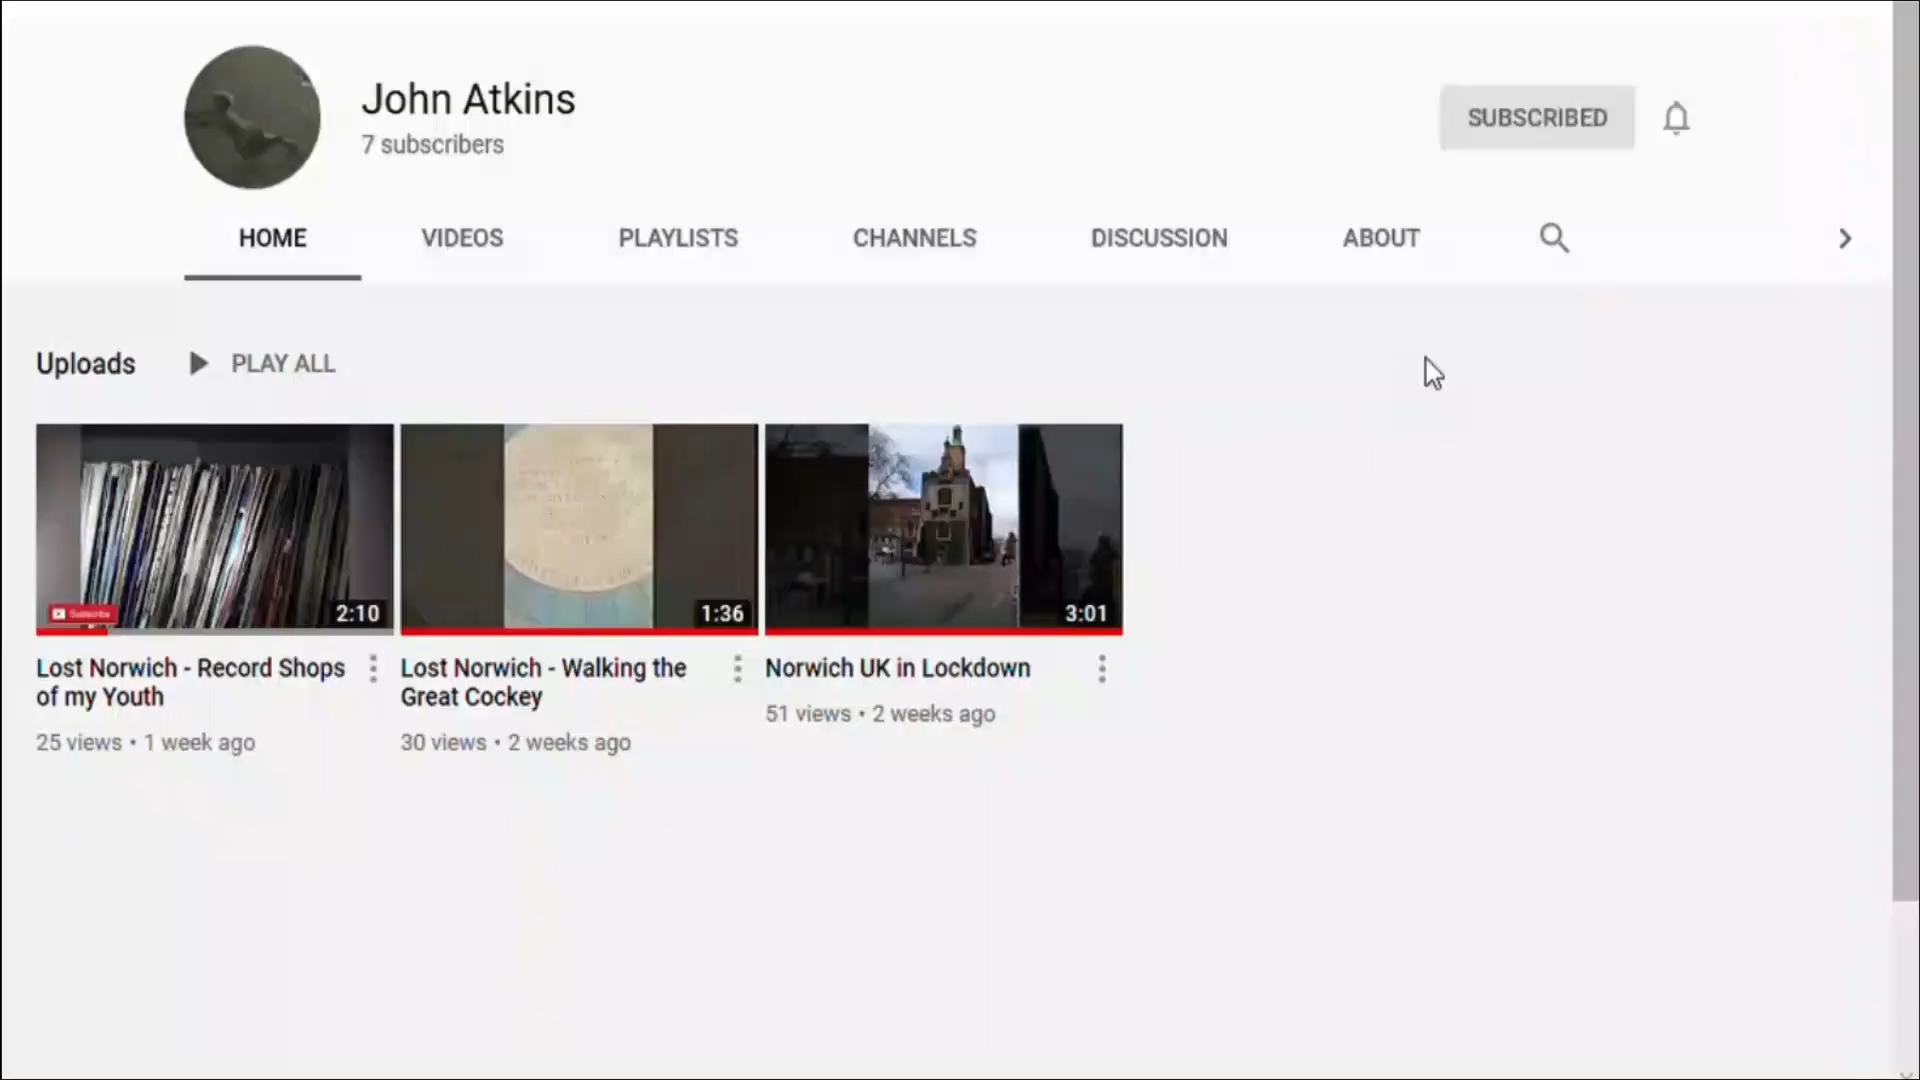 John Atkins
7 subscribers
SUBSCRIBED
HOME
VIDEOS
PLAYLISTS
CHANNELS
DISCUSSION
ABOUT
Uploads
PLAY ALL
Subscribe
2:10
1:36
3:01
Lost Norwich - Record Shops
of my Youth
25 views • 1 week ago
Lost Norwich - Walking the
Great Cockey
30 views • 2 weeks ago
Norwich UK in Lockdown
51 views • 2 weeks ago